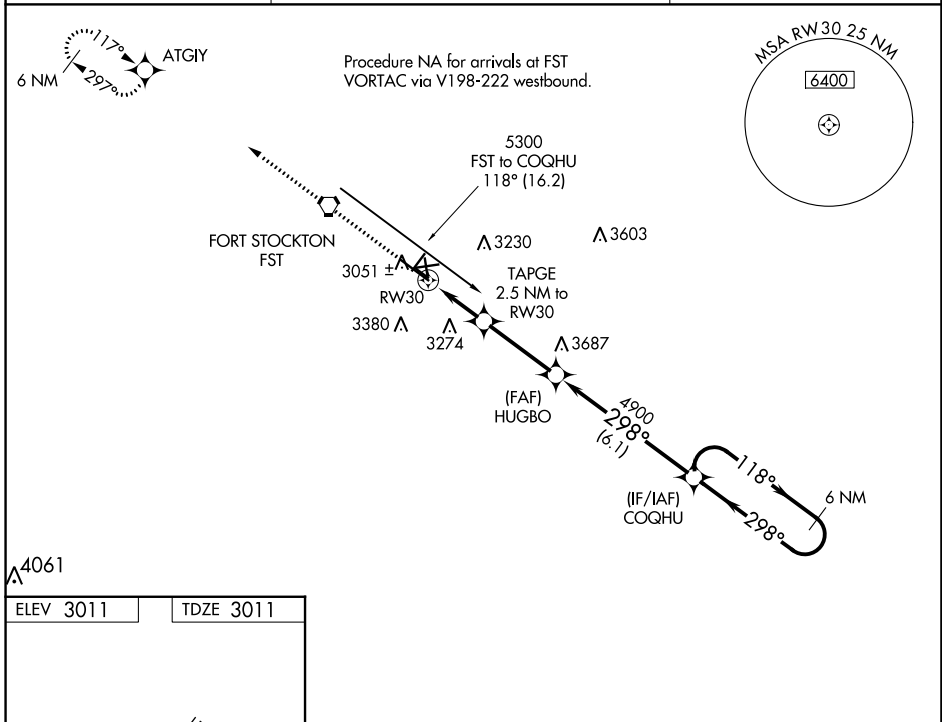 117°
ATGIY
6 NM
297°
Procedure NA for arrivals at FST
VORTAC via V198-222 westbound.
MSA RW30 25 NM
6400
5300
FST to COQHU
118° (16.2)
FORT STOCKTON
FST
3230
3603
3051 ±
RW30
TAPGE
2.5 NM to
RW30
3380
3274
3687
(FAF)
HUGBO
4900
298°
(6.1)
(IF/IAF)
COQHU
118°
6 NM
298°
4061
ELEV 3011
TDZE 3011